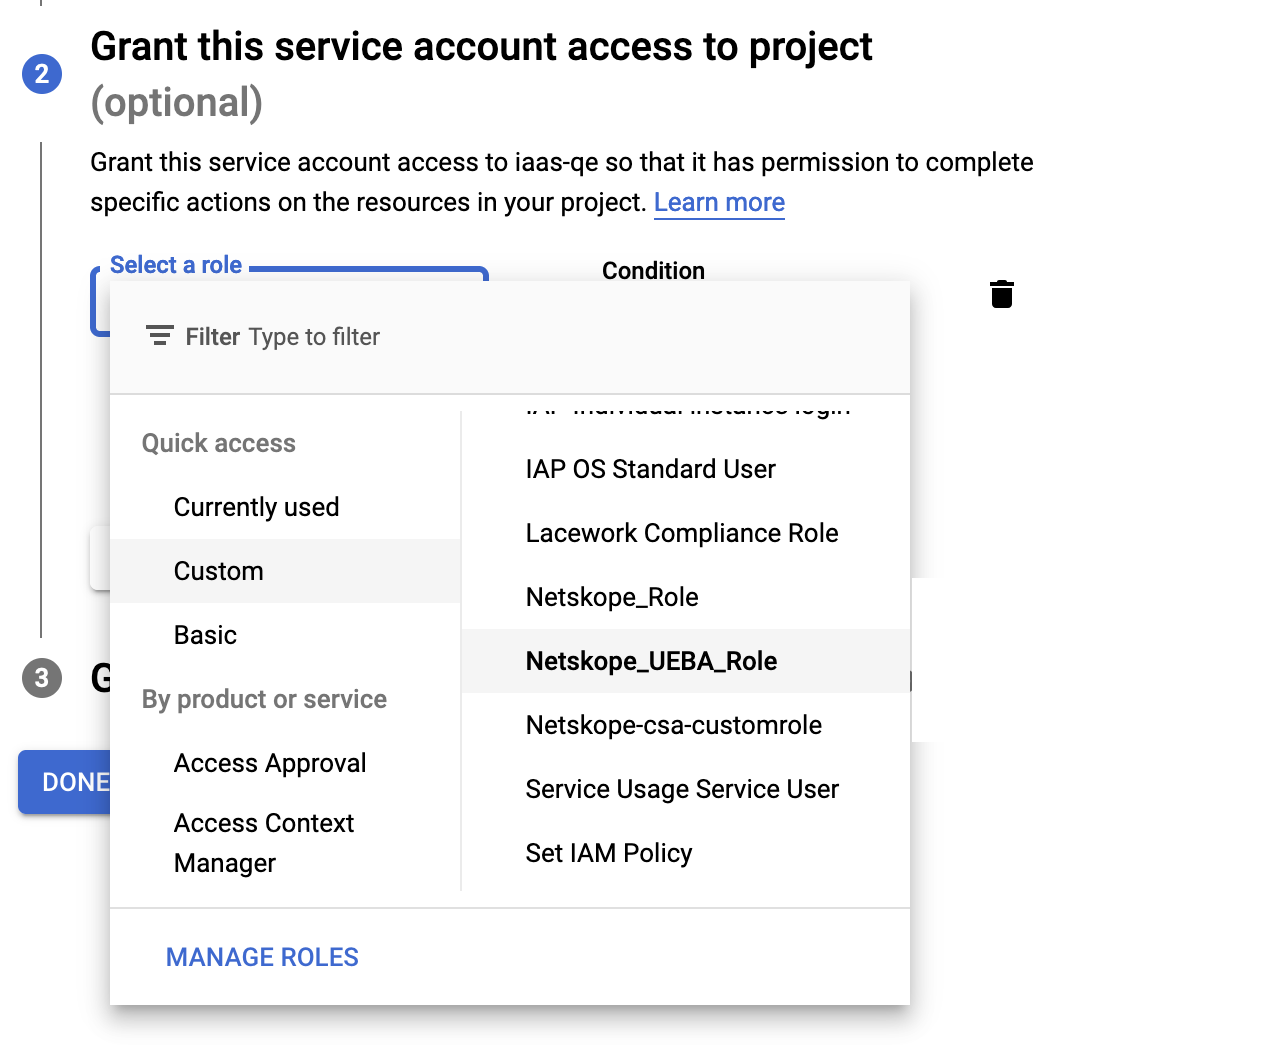 2
Grant this service account access to project
(optional)
Grant this service account access to iaas-qe so that it has permission to complete
specific actions on the resources in your project. Learn more
Select a role
Condition
Filter Type to filter
Quick access
Currently used
Custom
Basic
By product or service
Access Approval
Access Context
Manager
IAP OS Standard User
Lacework Compliance Role
Netskope_Role
Netskope_UEBA_Role
Netskope-csa-customrole
Service Usage Service User
Set IAM Policy
MANAGE ROLES
3
G
DONE